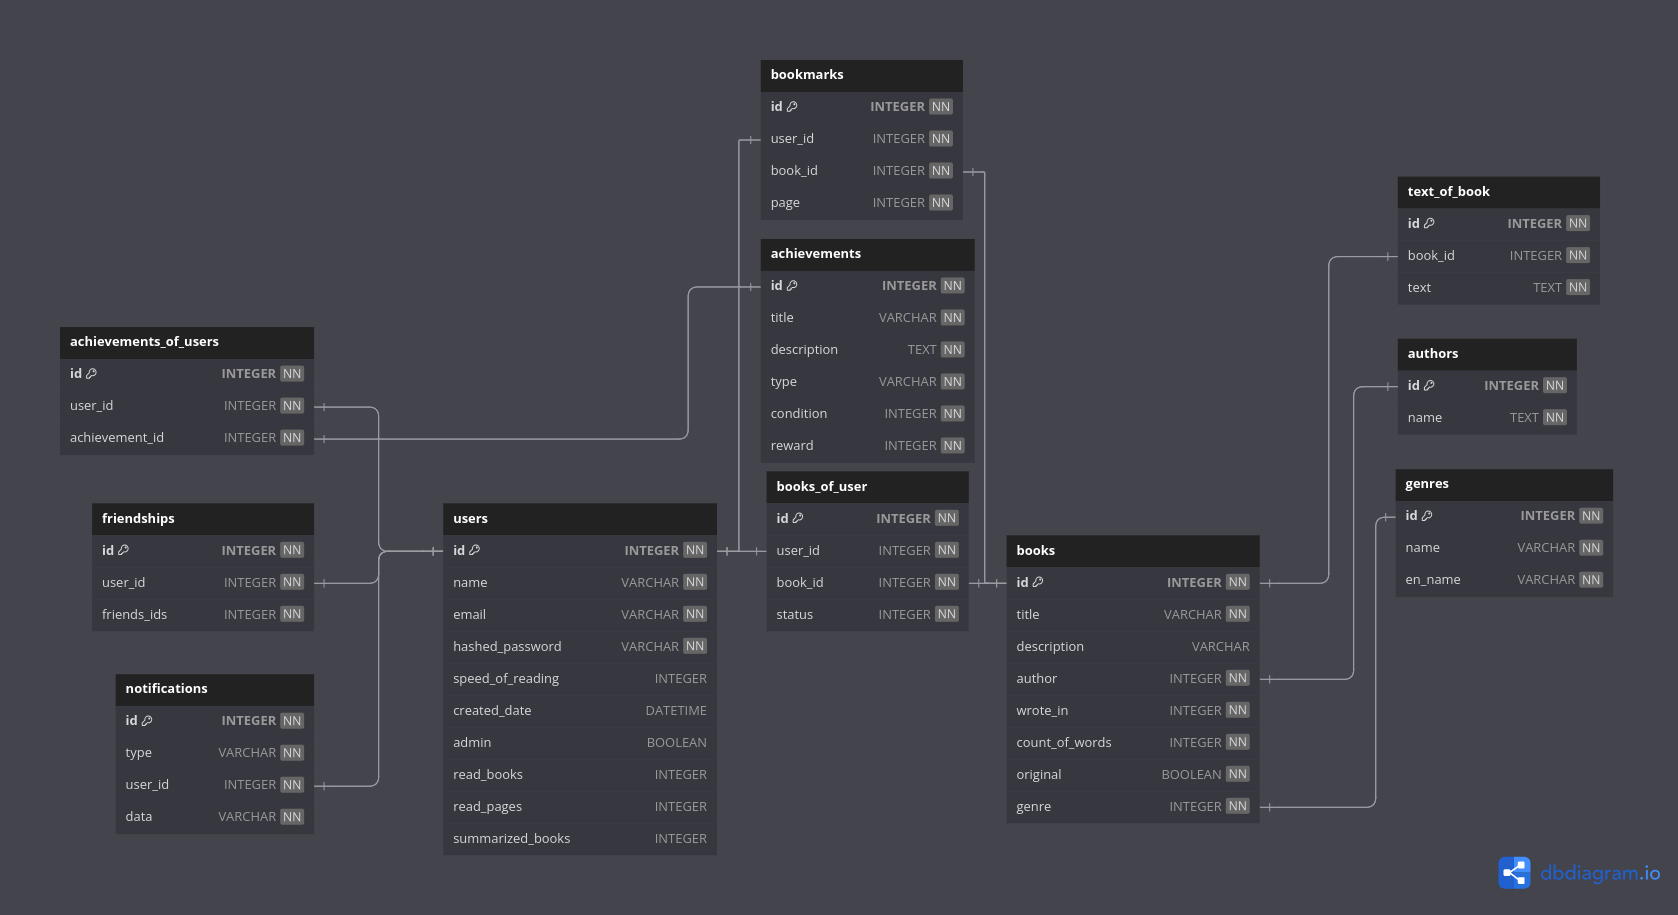 bookmarks
id INTEGER NN
user_id INTEGER NN
book_id INTEGER NN
page INTEGER NN
achievements
id INTEGER NN
title VARCHAR NN
description TEXT NN
type VARCHAR NN
condition INTEGER NN
reward INTEGER NN
text_of_book
id INTEGER NN
book_id INTEGER NN
text TEXT NN
achievements_of_users
id INTEGER NN
user_id INTEGER NN
achievement_id INTEGER NN
authors
id INTEGER NN
name TEXT NN
genres
id INTEGER NN
name VARCHAR NN
en_name VARCHAR NN
friendships
id INTEGER NN
user_id INTEGER NN
friends_ids INTEGER NN
users
id INTEGER NN
name VARCHAR NN
email VARCHAR NN
hashed_password VARCHAR NN
speed_of_reading INTEGER
created_date DATETIME
admin BOOLEAN
read_books INTEGER
read_pages INTEGER
summarized_books INTEGER
books_of_user
id INTEGER NN
user_id INTEGER NN
book_id INTEGER NN
status INTEGER NN
books
id INTEGER NN
title VARCHAR NN
description VARCHAR
author INTEGER NN
wrote_in INTEGER NN
count_of_words INTEGER NN
original BOOLEAN NN
genre INTEGER NN
notifications
id INTEGER NN
type VARCHAR NN
user_id INTEGER NN
data VARCHAR NN
dbdiagram.io